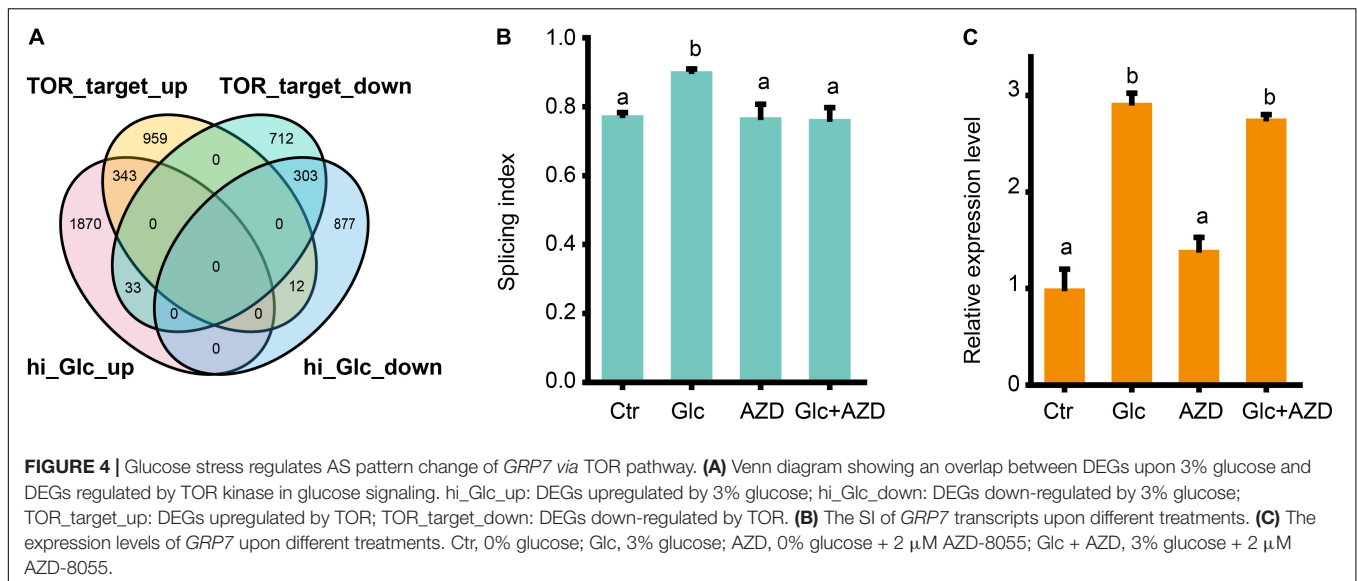 A
TOR_target_up TOR_target_down
959
0
712
343
303
1870
0
0
877
0
33
12
0
0
0
hi_Glc_up
hi_Glc_down
B
Splicing index
1.0
0.8
0.6
0.4
0.2
0.0
a
b
a
a
Ctr Glc AZD Glc+AZD
C
Relative expression level
3
2
1
0
a
b
a
b
Ctr Glc AZD Glc+AZD
FIGURE 4 | Glucose stress regulates AS pattern change of GRP7 via TOR pathway. (A) Venn diagram showing an overlap between DEGs upon 3% glucose and
DEGs regulated by TOR kinase in glucose signaling. hi_Glc_up: DEGs upregulated by 3% glucose; hi_Glc_down: DEGs down-regulated by 3% glucose;
TOR_target_up: DEGs upregulated by TOR; TOR_target_down: DEGs down-regulated by TOR. (B) The SI of GRP7 transcripts upon different treatments. (C) The
expression levels of GRP7 upon different treatments. Ctr, 0% glucose; Glc, 3% glucose; AZD, 0% glucose + 2 μM AZD-8055; Glc + AZD, 3% glucose + 2 μM
AZD-8055.